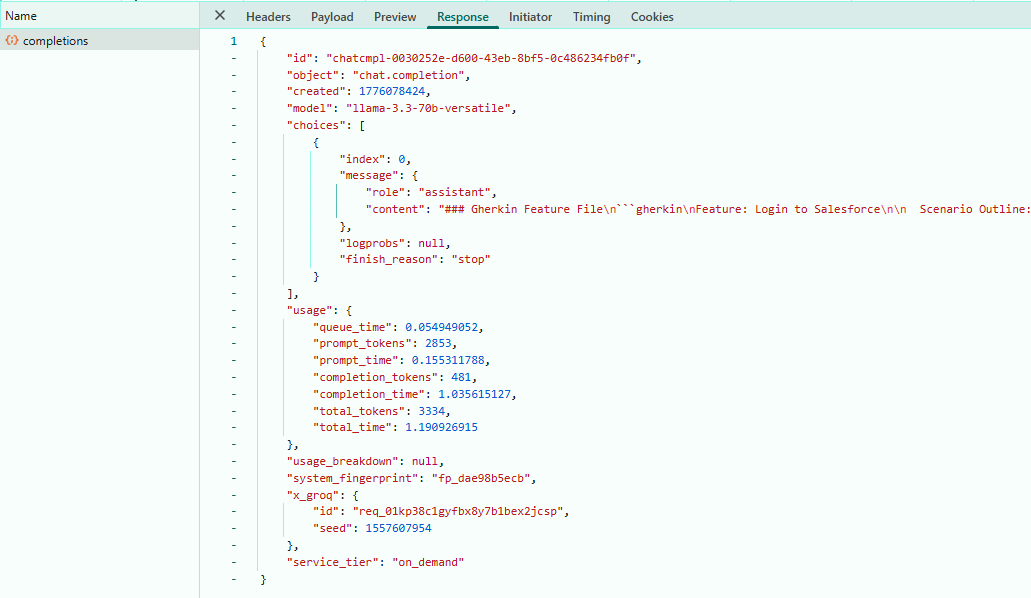 Name
completions
Headers Payload Preview Response Initiator Timing Cookies
1 {
- "id": "chatcmpl-0030252e-d600-43eb-8bf5-0c486234fb0f",
- "object": "chat.completion",
- "created": 1776078424,
- "model": "llama-3.3-70b-versatile",
- "choices": [
- {
- "index": 0,
- "message": {
- "role": "assistant",
- "content": "### Gherkin Feature File\n```gherkin\nFeature: Login to Salesforce\n\n  Scenario Outline:
- },
- "logprobs": null,
- "finish_reason": "stop"
- }
- ],
- "usage": {
- "queue_time": 0.054949052,
- "prompt_tokens": 2853,
- "prompt_time": 0.155311788,
- "completion_tokens": 481,
- "completion_time": 1.035615127,
- "total_tokens": 3334,
- "total_time": 1.190926915
- },
- "usage_breakdown": null,
- "system_fingerprint": "fp_dae98b5ecb",
- "x_groq": {
- "id": "req_01kp38c1gyfbx8y7b1bex2jcsp",
- "seed": 1557607954
- },
- "service_tier": "on_demand"
- }